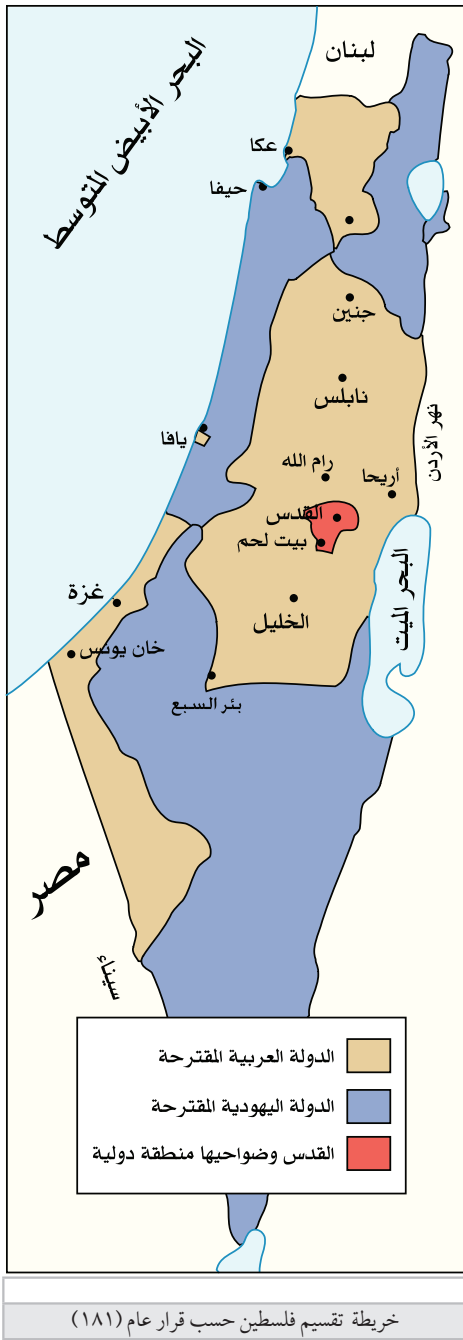 لبنان
البحر الأبيض المتوسط
عكا
حيفا
جنين
نابلس
نهر الأردن
يافا
رام الله
أريحا
القدس
بيت لحم
البحر الميت
غزة
الخليل
خان يونس
بئر السبع
مصر
سيناء
الدولة العربية المقترحة
الدولة اليهودية المقترحة
القدس وضواحيها منطقة دولية
خريطة تقسيم فلسطين حسب قرار عام (١٨١)